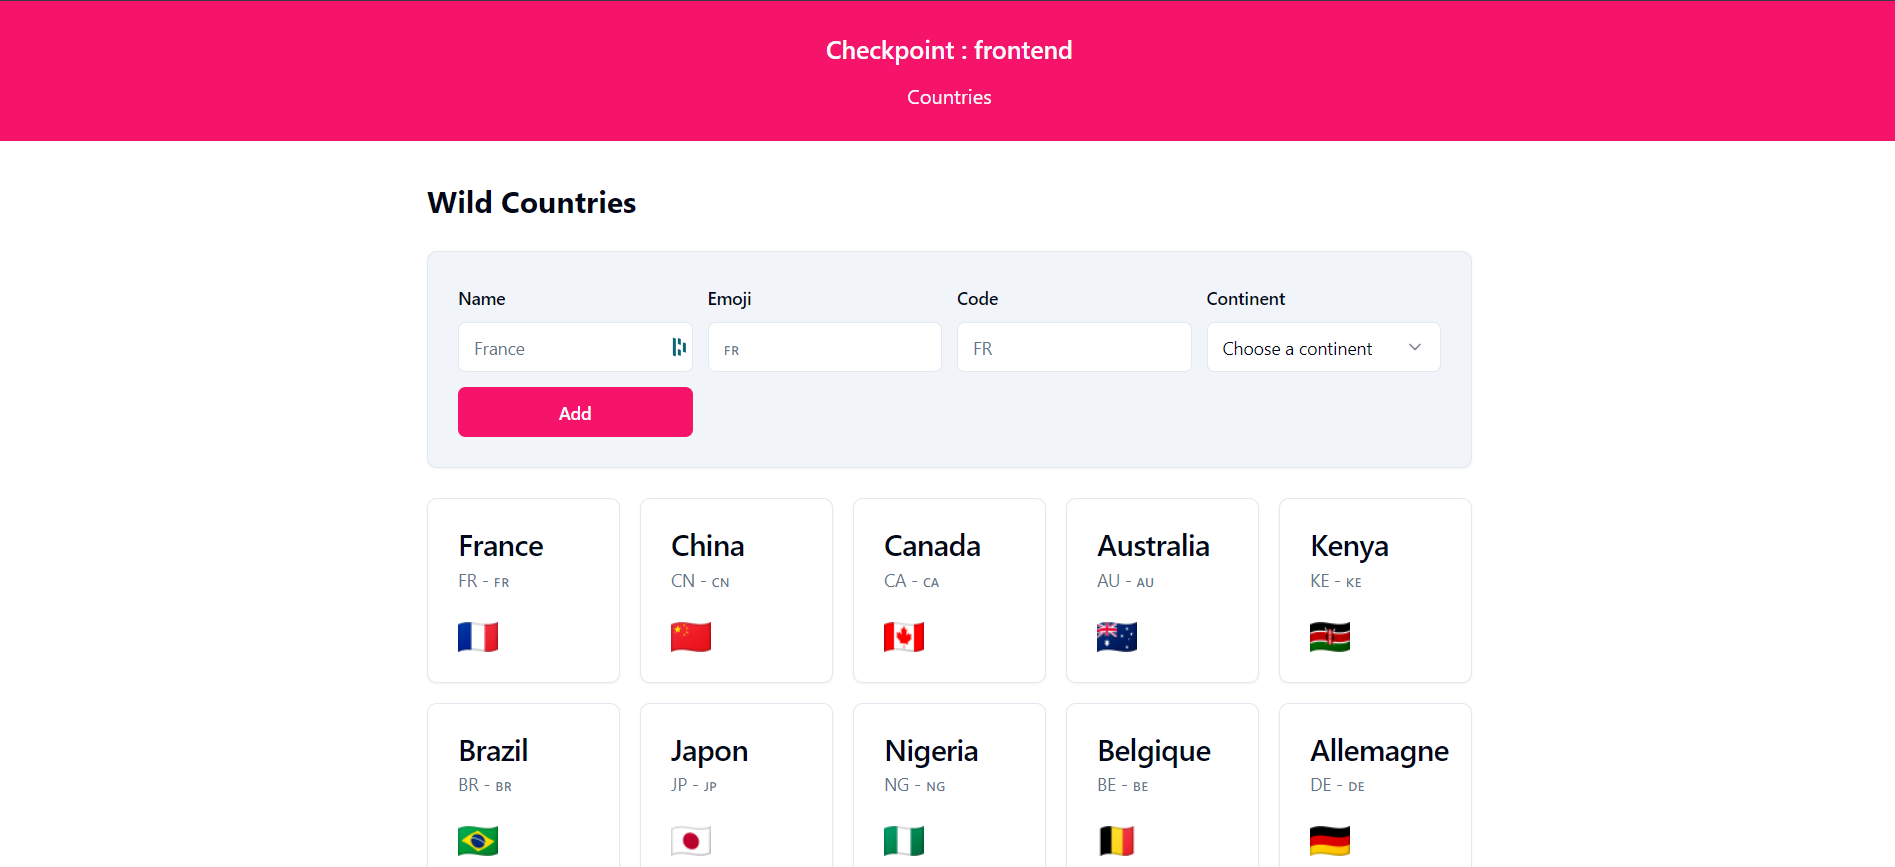 Checkpoint : frontend
Countries
Wild Countries
Name Emoji Code Continent
France FR FR Choose a continent
Add
France China Canada Australia Kenya
FR - FR CN - CN CA - CA AU - AU KE - KE
Brazil Japon Nigeria Belgique Allemagne
BR - BR JP - JP NG - NG BE - BE DE - DE